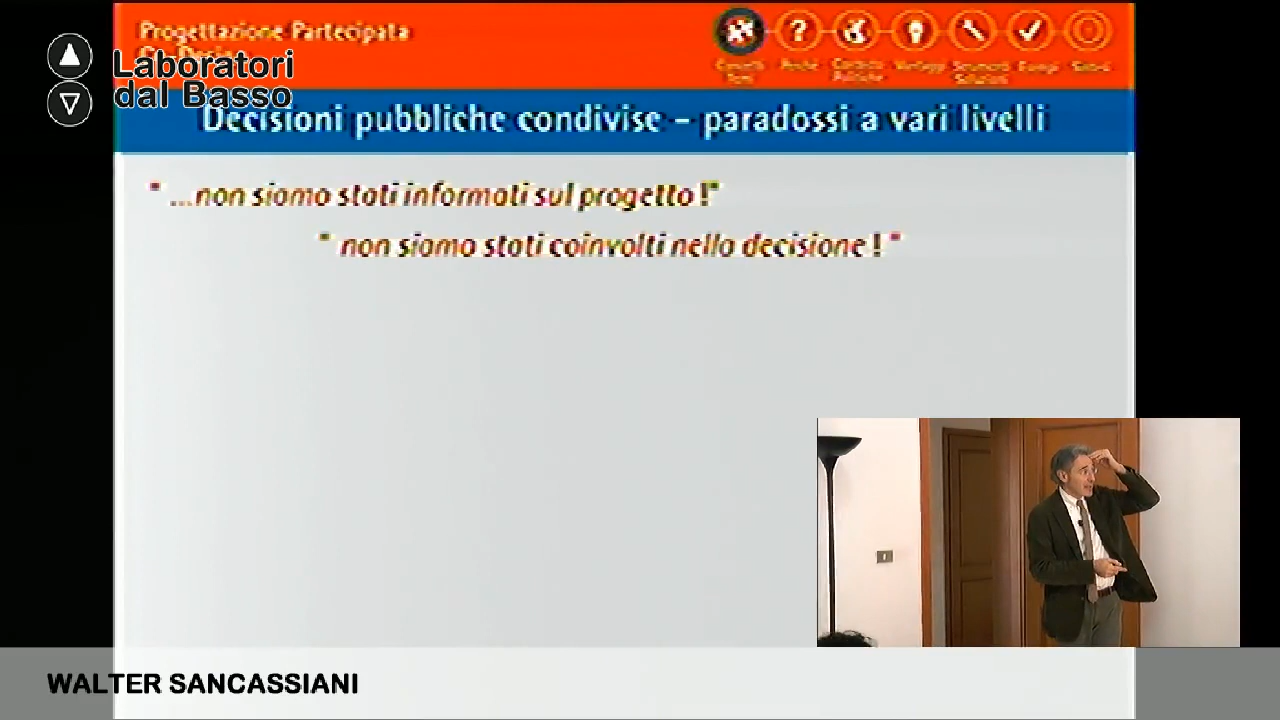 Progettazione Partecipata
Laboratori
dal Basso
Decisioni pubbliche condivise – paradossi a vari livelli
" ...non siamo stati informati sul progetto !"
" non siamo stati coinvolti nella decisione ! "
WALTER SANCASSIANI